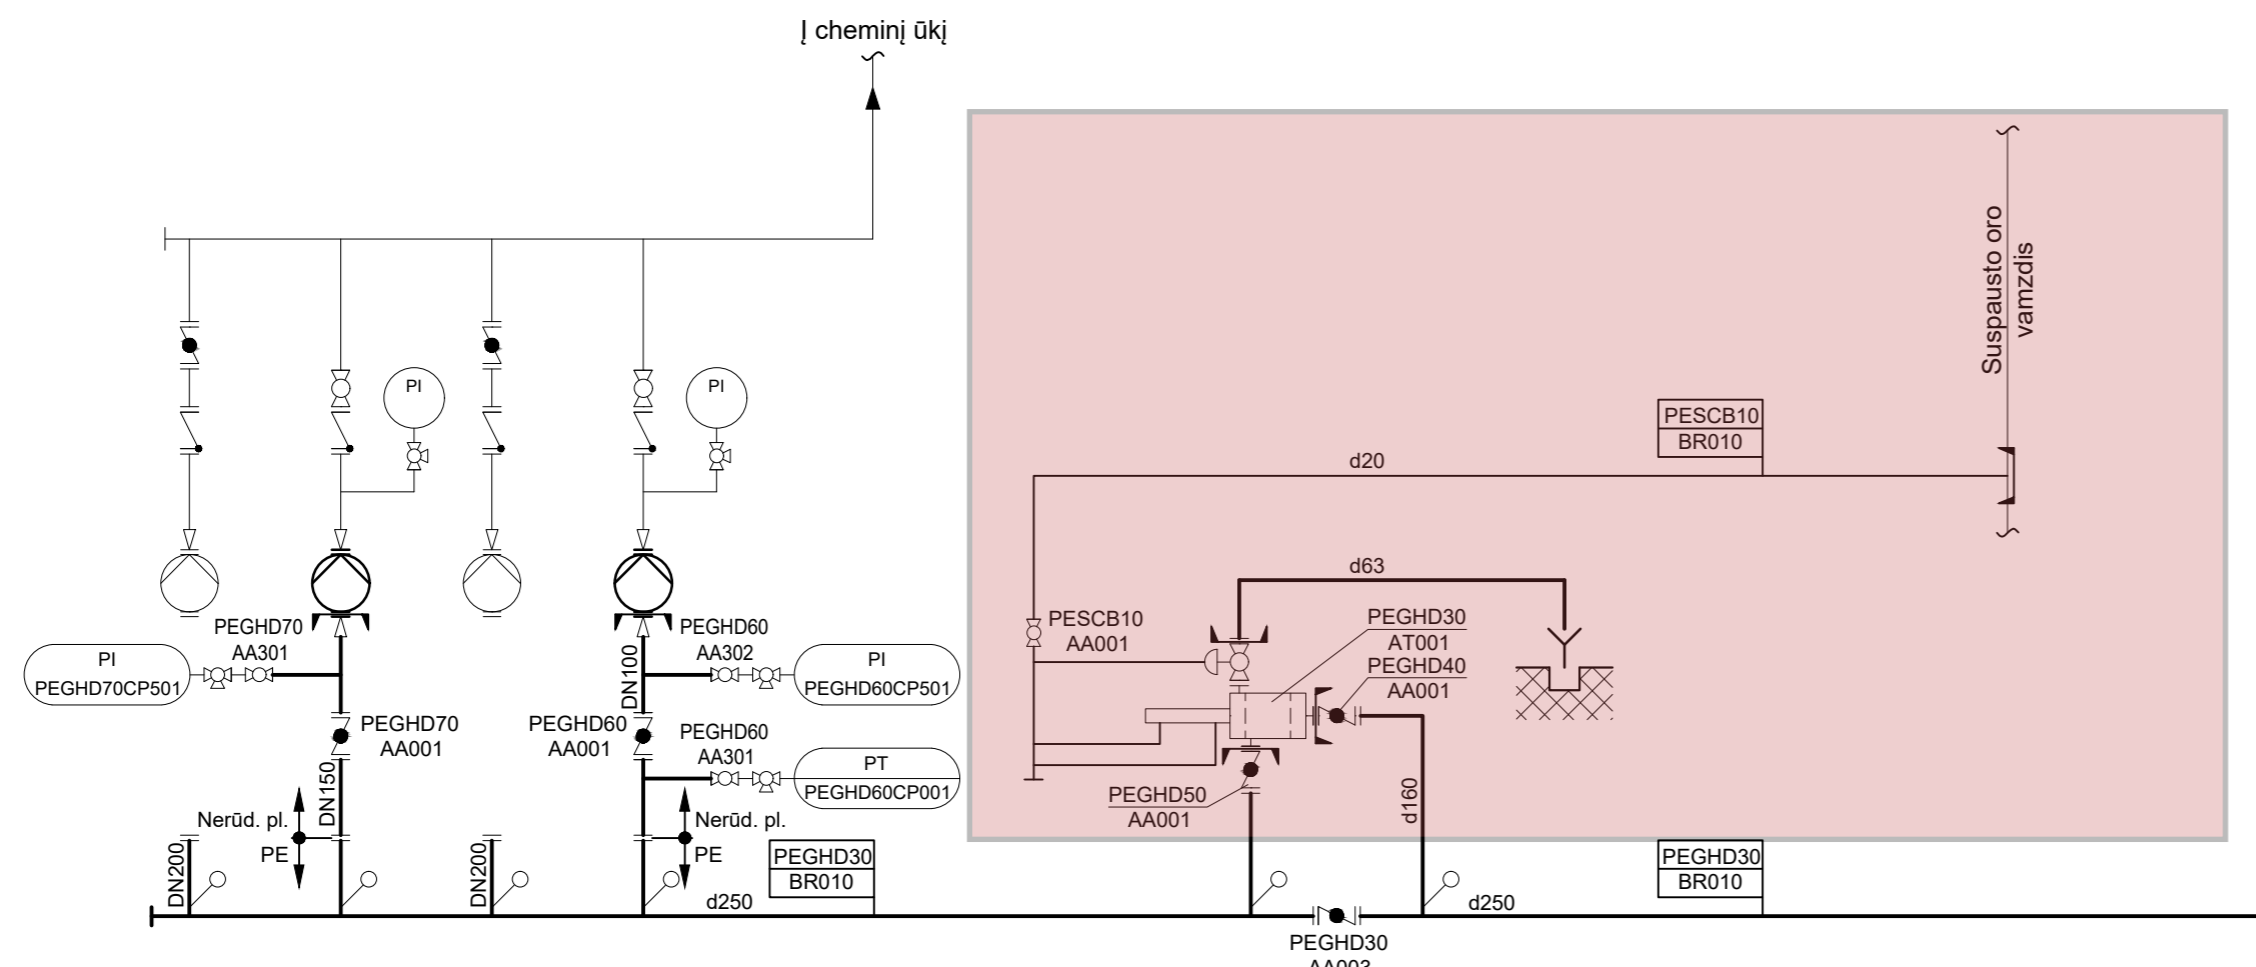 Į cheminį ūkį
Suspausto oro
vamzdis
PI
PI
PESCB10
BR010
d20
d63
PESCB10
AA001
PEGHD30
AT001
PEGHD40
AA001
PEGHD70
AA301
PI
PEGHD70CP501
PEGHD60
AA302
PI
PEGHD60CP501
DN100
PEGHD70
AA001
PEGHD60
AA001
PEGHD60
AA301
PT
PEGHD60CP001
DN150
d160
PEGHD50
AA001
Nerūd. pl.
PE
Nerūd. pl.
PE
DN200
DN200
PEGHD30
BR010
PEGHD30
BR010
d250
d250
PEGHD30
AA003